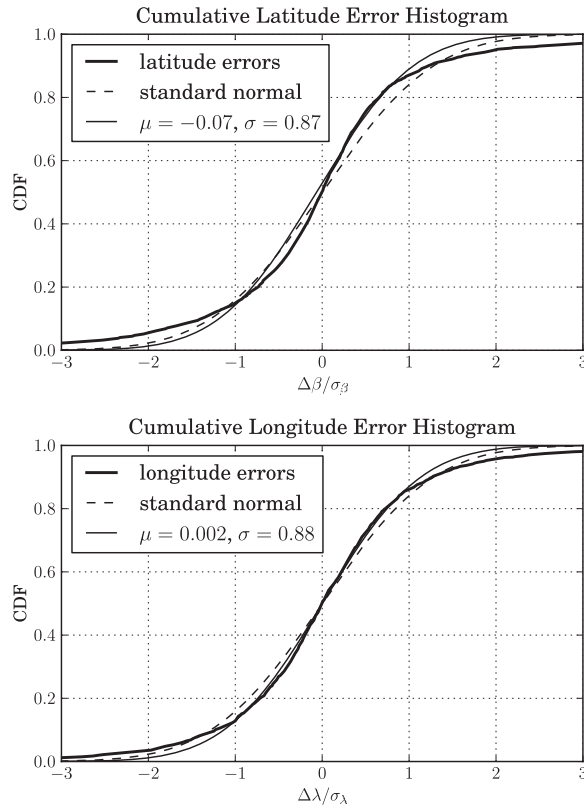 Cumulative Latitude Error Histogram
1.0
0.8
0.6
0.4
0.2
0.0
CDF
latitude errors
standard normal
μ = −0.07, σ = 0.87
−3 −2 −1 0 1 2 3
Δβ/σβ
Cumulative Longitude Error Histogram
1.0
0.8
0.6
0.4
0.2
0.0
CDF
longitude errors
standard normal
μ = 0.002, σ = 0.88
−3 −2 −1 0 1 2 3
Δλ/σλ